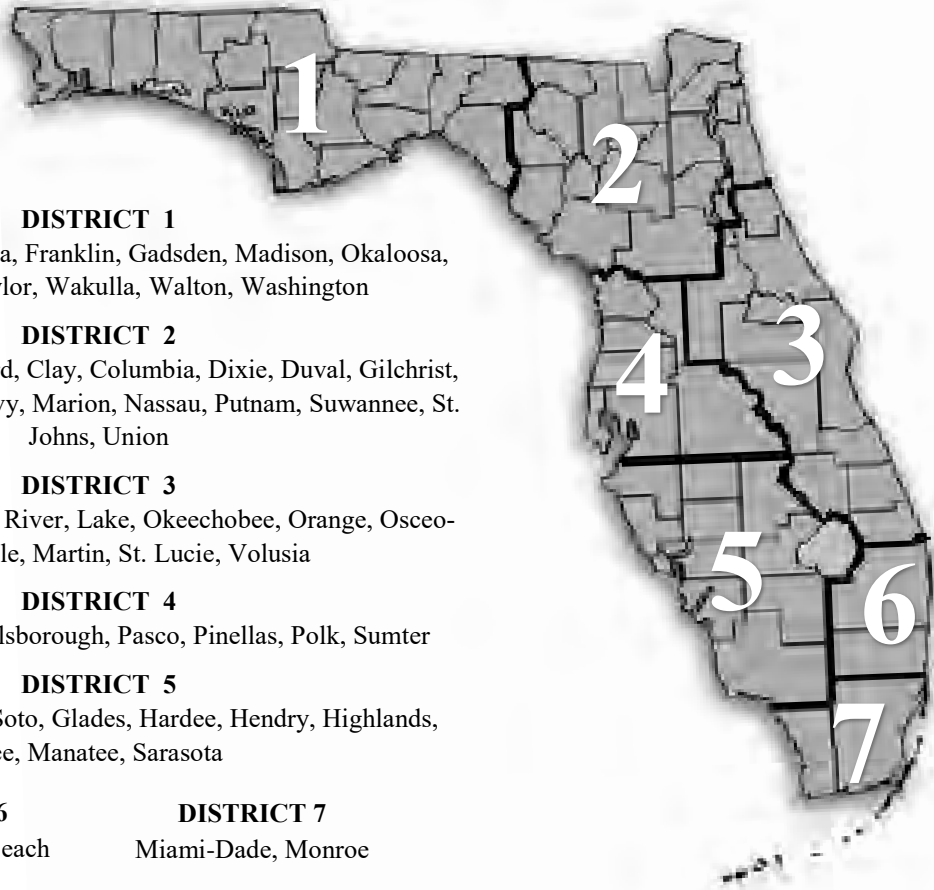 DISTRICT 1
a, Franklin, Gadsden, Madison, Okaloosa,
lor, Wakulla, Walton, Washington
DISTRICT 2
d, Clay, Columbia, Dixie, Duval, Gilchrist,
vy, Marion, Nassau, Putnam, Suwannee, St.
Johns, Union
DISTRICT 3
River, Lake, Okeechobee, Orange, Osceo-
le, Martin, St. Lucie, Volusia
DISTRICT 4
lsborough, Pasco, Pinellas, Polk, Sumter
DISTRICT 5
Soto, Glades, Hardee, Hendry, Highlands,
ee, Manatee, Sarasota
6
each
DISTRICT 7
Miami-Dade, Monroe
1
2
3
4
5
6
7